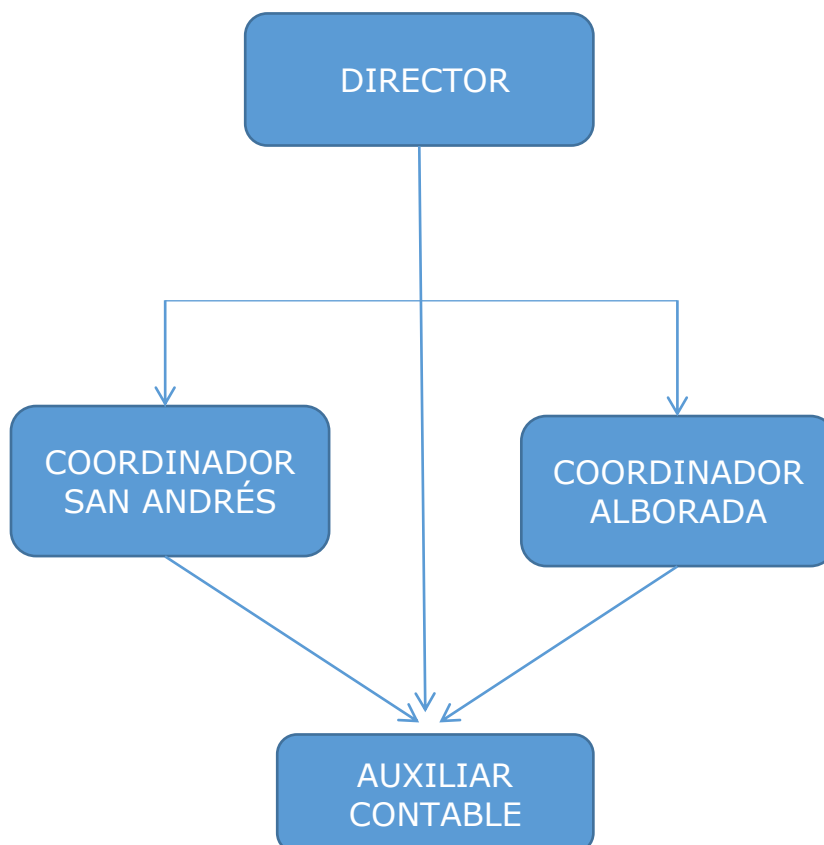 DIRECTOR
COORDINADOR
SAN ANDRÉS
COORDINADOR
ALBORADA
AUXILIAR
CONTABLE